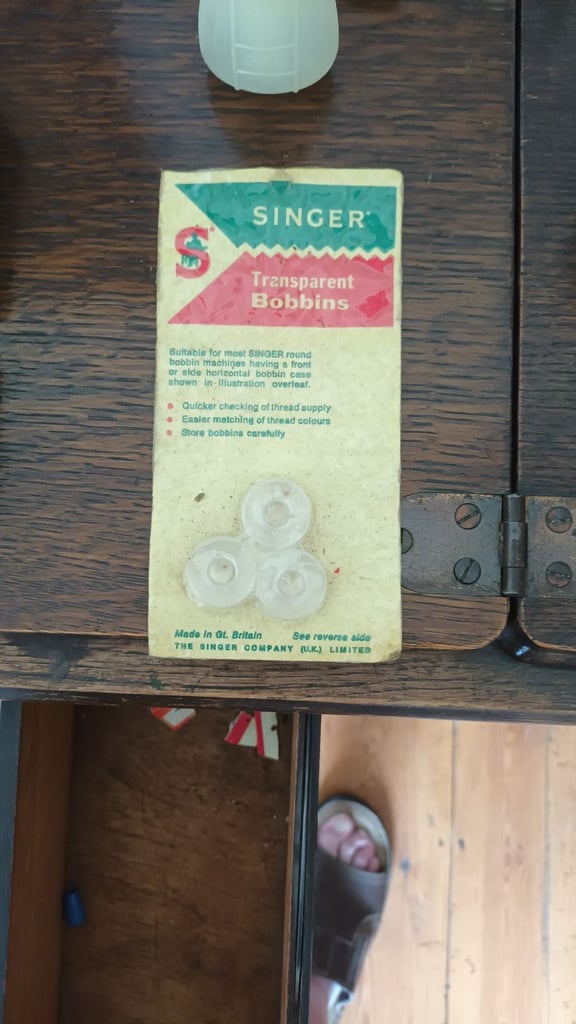 SINGER
S
Transparent
Bobbins
Suitable for most SINGER round
bobbin machines having a front
or side horizontal bobbin case
shown in illustration overleaf.
Quicker checking of thread supply
Easier matching of thread colours
Store bobbins carefully
Made in Gt. Britain See reverse side
THE SINGER COMPANY (U.K.) LIMITED